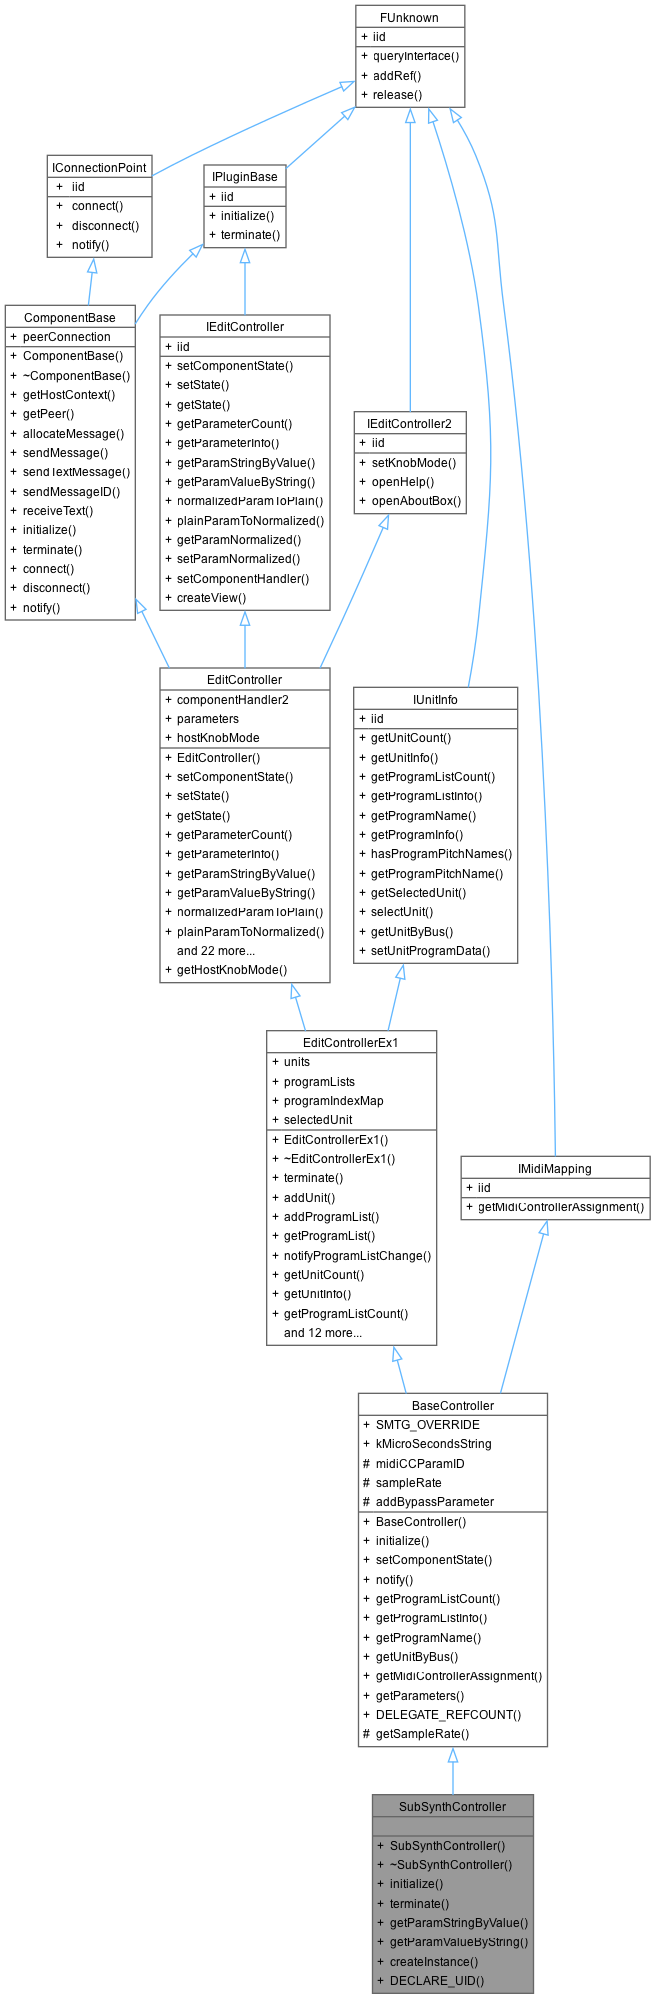 FUnknown
+ iid
+ queryInterface()
+ addRef()
+ release()
IConnectionPoint
+ iid
+ connect()
+ disconnect()
+ notify()
IPluginBase
+ iid
+ initialize()
+ terminate()
ComponentBase
+ peerConnection
+ ComponentBase()
+ ~ComponentBase()
+ getHostContext()
+ getPeer()
+ allocateMessage()
+ sendMessage()
+ sendTextMessage()
+ sendMessageID()
+ receiveText()
+ initialize()
+ terminate()
+ connect()
+ disconnect()
+ notify()
IEditController
+ iid
+ setComponentState()
+ setState()
+ getState()
+ getParameterCount()
+ getParameterInfo()
+ getParamStringByValue()
+ getParamValueByString()
+ normalizedParamToPlain()
+ plainParamToNormalized()
+ getParamNormalized()
+ setParamNormalized()
+ setComponentHandler()
+ createView()
IEditController2
+ iid
+ setKnobMode()
+ openHelp()
+ openAboutBox()
EditController
+ componentHandler2
+ parameters
+ hostKnobMode
+ EditController()
+ setComponentState()
+ setState()
+ getState()
+ getParameterCount()
+ getParameterInfo()
+ getParamStringByValue()
+ getParamValueByString()
+ normalizedParamToPlain()
+ plainParamToNormalized()
and 22 more...
+ getHostKnobMode()
IUnitInfo
+ iid
+ getUnitCount()
+ getUnitInfo()
+ getProgramListCount()
+ getProgramListInfo()
+ getProgramName()
+ getProgramInfo()
+ hasProgramPitchNames()
+ getProgramPitchName()
+ getSelectedUnit()
+ selectUnit()
+ getUnitByBus()
+ setUnitProgramData()
EditControllerEx1
+ units
+ programLists
+ programIndexMap
+ selectedUnit
+ EditControllerEx1()
+ ~EditControllerEx1()
+ terminate()
+ addUnit()
+ addProgramList()
+ getProgramList()
+ notifyProgramListChange()
+ getUnitCount()
+ getUnitInfo()
+ getProgramListCount()
and 12 more...
IMidiMapping
+ iid
+ getMidiControllerAssignment()
BaseController
+ SMTG_OVERRIDE
+ kMicroSecondsString
# midiCCParamID
# sampleRate
# addBypassParameter
+ BaseController()
+ initialize()
+ setComponentState()
+ notify()
+ getProgramListCount()
+ getProgramListInfo()
+ getProgramName()
+ getUnitByBus()
+ getMidiControllerAssignment()
+ getParameters()
+ DELEGATE_REFCOUNT()
# getSampleRate()
SubSynthController
+ SubSynthController()
+ ~SubSynthController()
+ initialize()
+ terminate()
+ getParamStringByValue()
+ getParamValueByString()
+ createInstance()
+ DECLARE_UID()